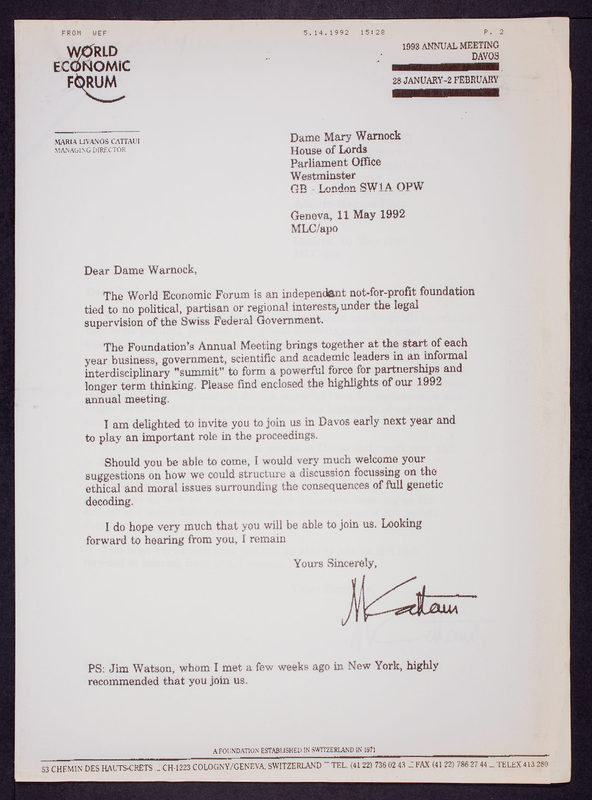 FROM WEF 5.14.1992 15:28 P. 2
WORLD
ECONOMIC
FORUM
1993 ANNUAL MEETING
DAVOS
28 JANUARY-2 FEBRUARY
MARIA LIVANOS CATTAUI
MANAGING DIRECTOR
Dame Mary Warnock
House of Lords
Parliament Office
Westminster
GB - London SW1A OPW
Geneva, 11 May 1992
MLC/apo
Dear Dame Warnock,
The World Economic Forum is an independant not-for-profit foundation
tied to no political, partisan or regional interests, under the legal
supervision of the Swiss Federal Government.
The Foundation's Annual Meeting brings together at the start of each
year business, government, scientific and academic leaders in an informal
interdisciplinary "summit" to form a powerful force for partnerships and
longer term thinking. Please find enclosed the highlights of our 1992
annual meeting.
I am delighted to invite you to join us in Davos early next year and
to play an important role in the proceedings.
Should you be able to come, I would very much welcome your
suggestions on how we could structure a discussion focussing on the
ethical and moral issues surrounding the consequences of full genetic
decoding.
I do hope very much that you will be able to join us. Looking
forward to hearing from you, I remain
Yours Sincerely,
M Cattaui
PS: Jim Watson, whom I met a few weeks ago in New York, highly
recommended that you join us.
A FOUNDATION ESTABLISHED IN SWITZERLAND IN 1971
53 CHEMIN DES HAUTS-CRÊTS _ CH-1223 COLOGNY/GENEVA, SWITZERLAND _ TEL. (41 22) 736 02 43 _ FAX (41 22) 786 27 44 _ TELEX 413 280